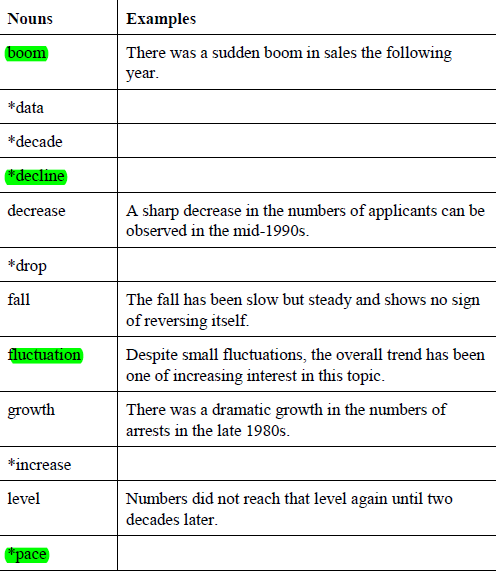 Nouns Examples
boom There was a sudden boom in sales the following
year.
*data
*decade
*decline
decrease A sharp decrease in the numbers of applicants can be
observed in the mid-1990s.
*drop
fall The fall has been slow but steady and shows no sign
of reversing itself.
fluctuation Despite small fluctuations, the overall trend has been
one of increasing interest in this topic.
growth There was a dramatic growth in the numbers of
arrests in the late 1980s.
*increase
level Numbers did not reach that level again until two
decades later.
*pace